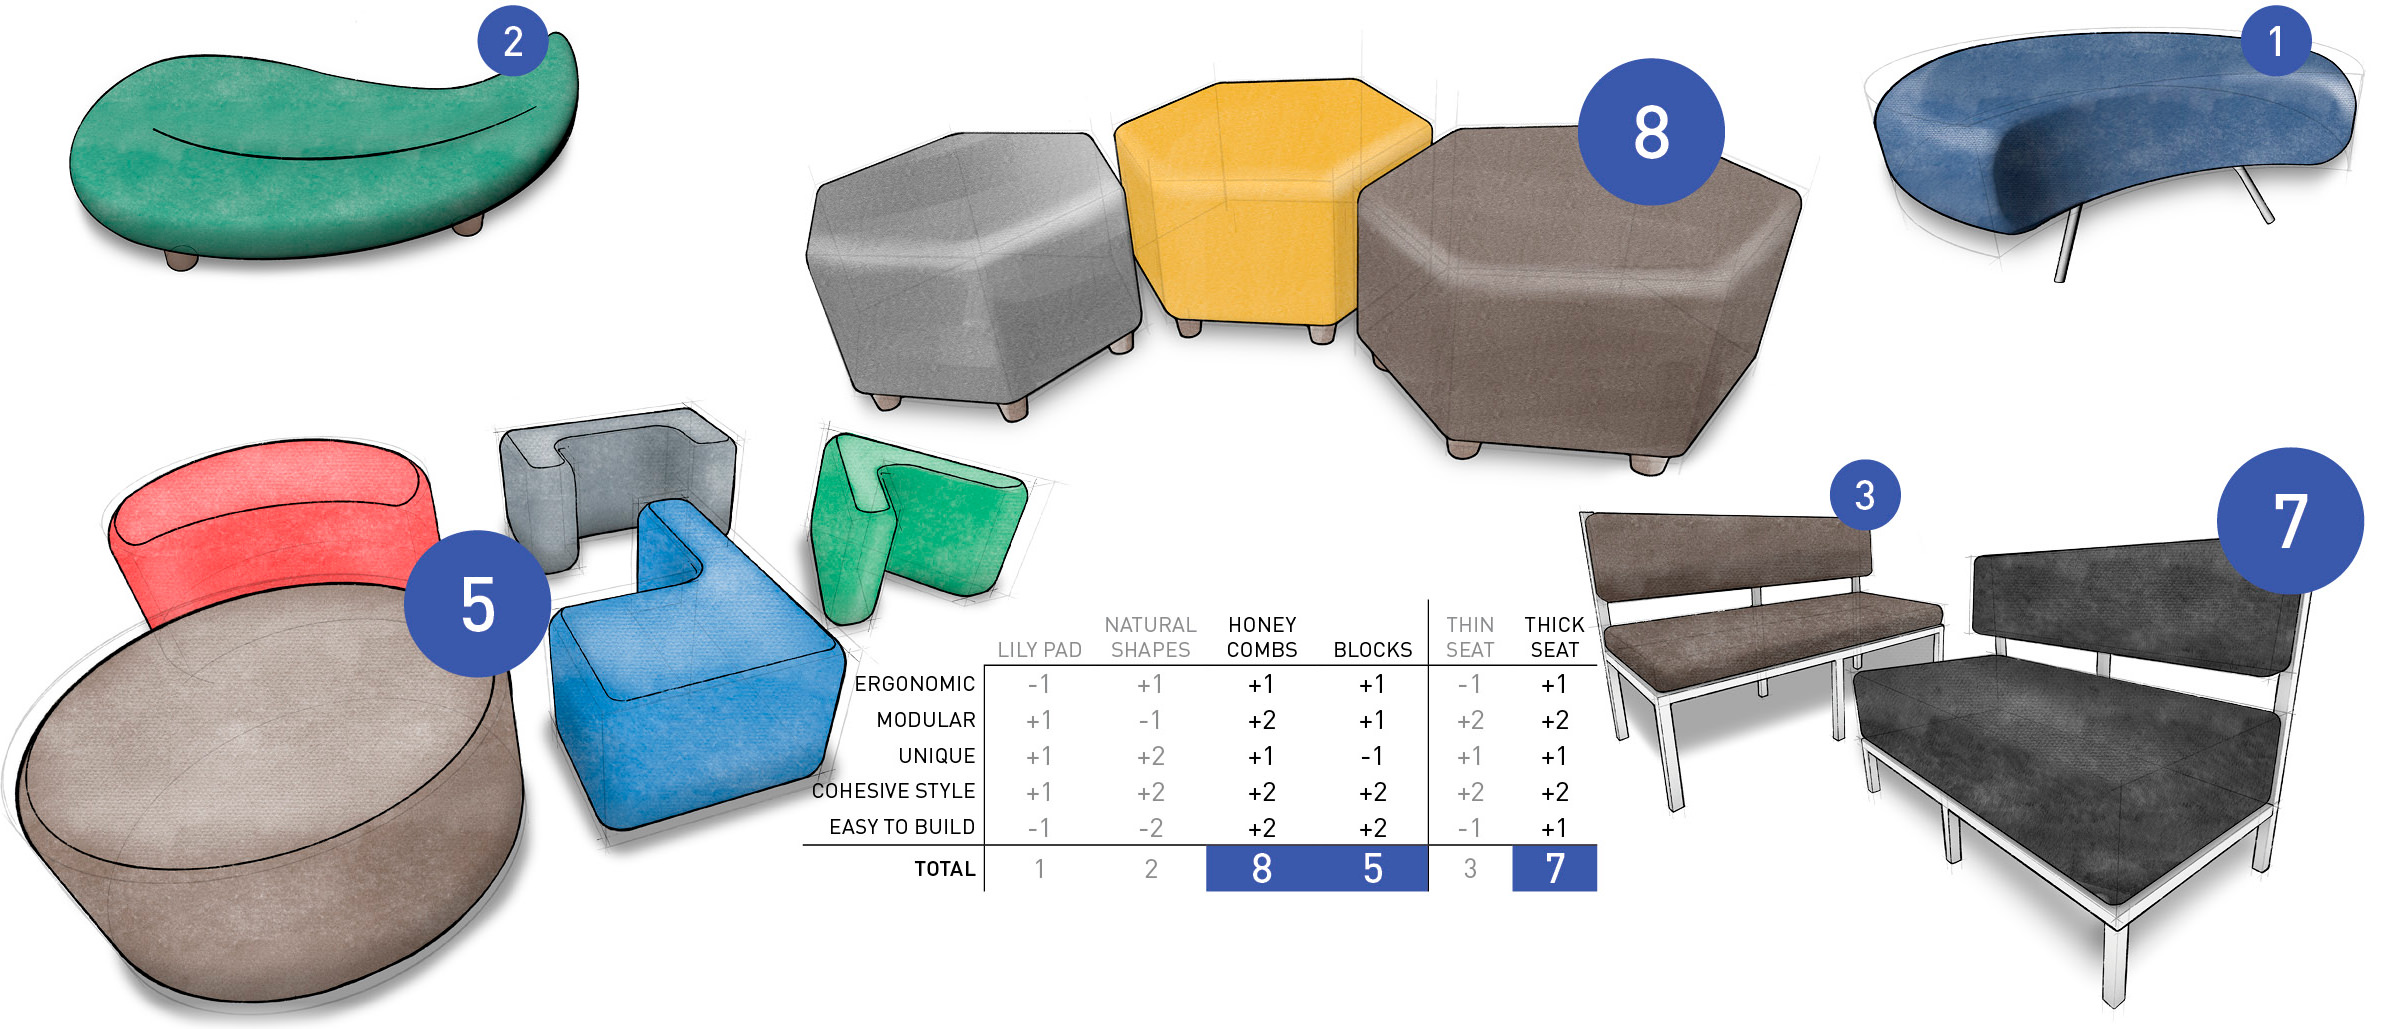 2
1
8
3
7
5
LILY PAD NATURAL SHAPES HONEY COMBS BLOCKS THIN SEAT THICK SEAT
ERGONOMIC -1 +1 +1 +1 -1 +1
MODULAR +1 -1 +2 +1 +2 +2
UNIQUE +1 +2 +1 -1 +1 +1
COHESIVE STYLE +1 +2 +2 +2 +2 +2
EASY TO BUILD -1 -2 +2 +2 -1 +1
TOTAL 1 2 8 5 3 7